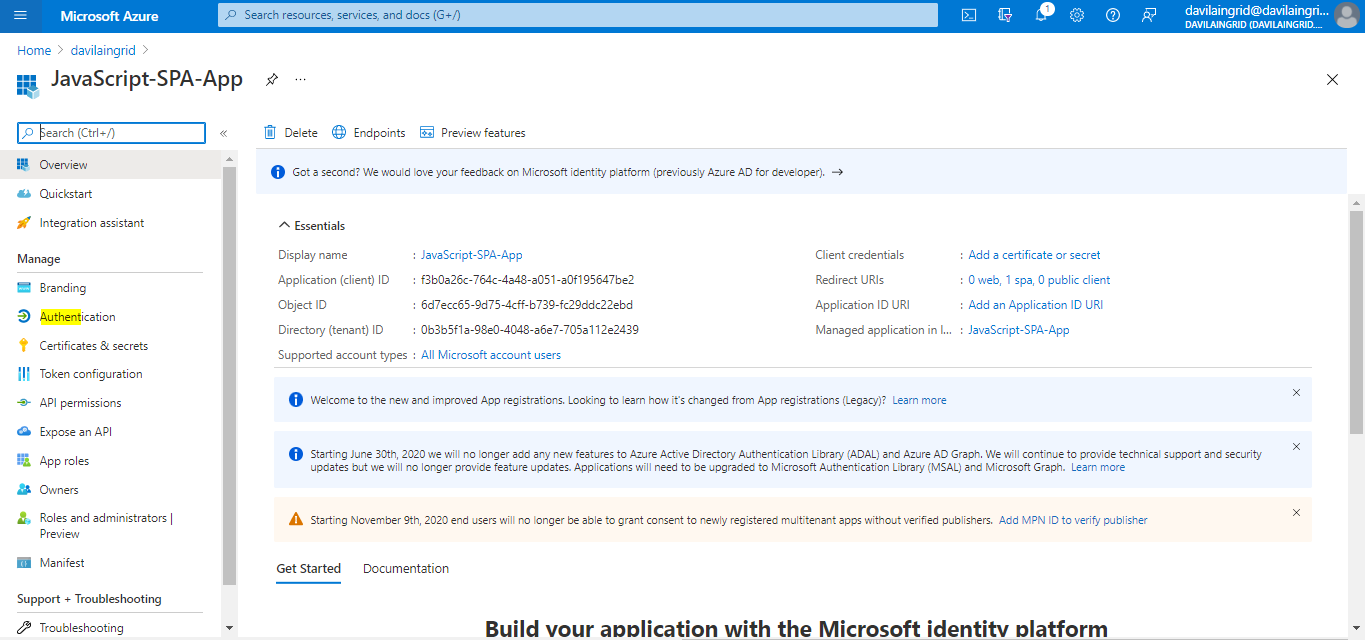 Microsoft Azure
Search resources, services, and docs (G+/)
1
davilaingrid@davilaingri...
DAVILAINGRID (DAVILAINGRID....
Home > davilaingrid >
JavaScript-SPA-App
...
Search (Ctrl+/)
«
Delete
Endpoints
Preview features
Overview
Quickstart
Integration assistant
Manage
Branding
Authentication
Certificates & secrets
Token configuration
API permissions
Expose an API
App roles
Owners
Roles and administrators |
Preview
Manifest
Support + Troubleshooting
Troubleshooting
Got a second? We would love your feedback on Microsoft identity platform (previously Azure AD for developer). →
Essentials
Display name : JavaScript-SPA-App
Application (client) ID : f3b0a26c-764c-4a48-a051-a0f195647be2
Object ID : 6d7ecc65-9d75-4cff-b739-fc29ddc22ebd
Directory (tenant) ID : 0b3b5f1a-98e0-4048-a6e7-705a112e2439
Supported account types : All Microsoft account users
Client credentials : Add a certificate or secret
Redirect URIs : 0 web, 1 spa, 0 public client
Application ID URI : Add an Application ID URI
Managed application in l... : JavaScript-SPA-App
Welcome to the new and improved App registrations. Looking to learn how it's changed from App registrations (Legacy)? Learn more
Starting June 30th, 2020 we will no longer add any new features to Azure Active Directory Authentication Library (ADAL) and Azure AD Graph. We will continue to provide technical support and security
updates but we will no longer provide feature updates. Applications will need to be upgraded to Microsoft Authentication Library (MSAL) and Microsoft Graph. Learn more
Starting November 9th, 2020 end users will no longer be able to grant consent to newly registered multitenant apps without verified publishers. Add MPN ID to verify publisher
Get Started
Documentation
Build your application with the Microsoft identity platform